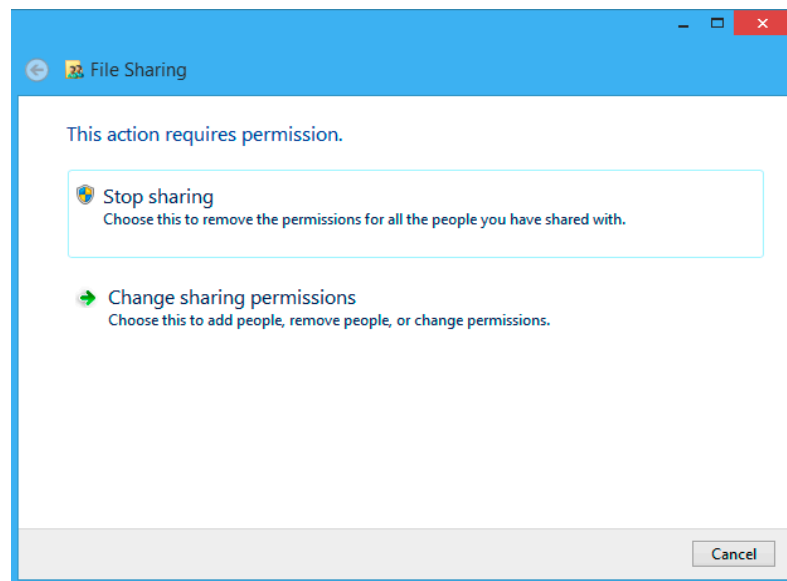 File Sharing
This action requires permission.
Stop sharing
Choose this to remove the permissions for all the people you have shared with.
Change sharing permissions
Choose this to add people, remove people, or change permissions.
Cancel